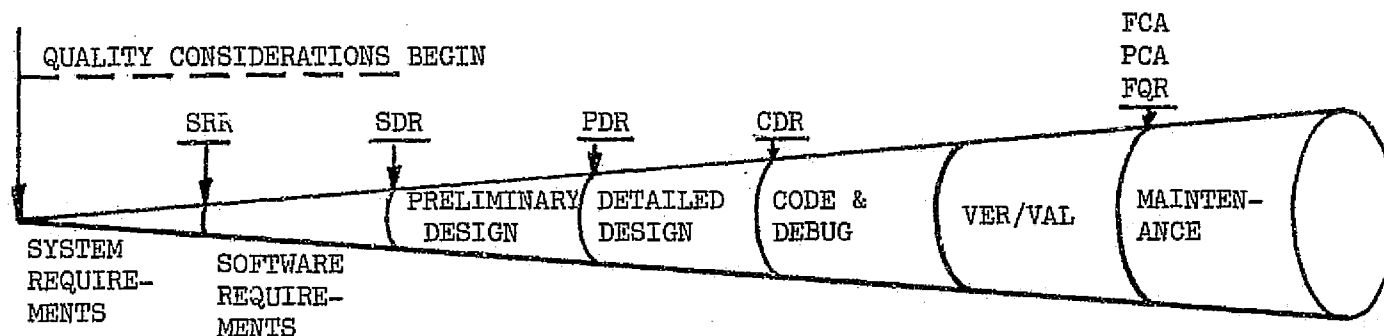 QUALITY CONSIDERATIONS BEGIN
FCA
PCA
FQR
SRR
SDR
PDR
CDR
SYSTEM
REQUIRE-
MENTS
SOFTWARE
REQUIRE-
MENTS
PRELIMINARY
DESIGN
DETAILED
DESIGN
CODE &
DEBUG
VER/VAL
MAINTEN-
ANCE